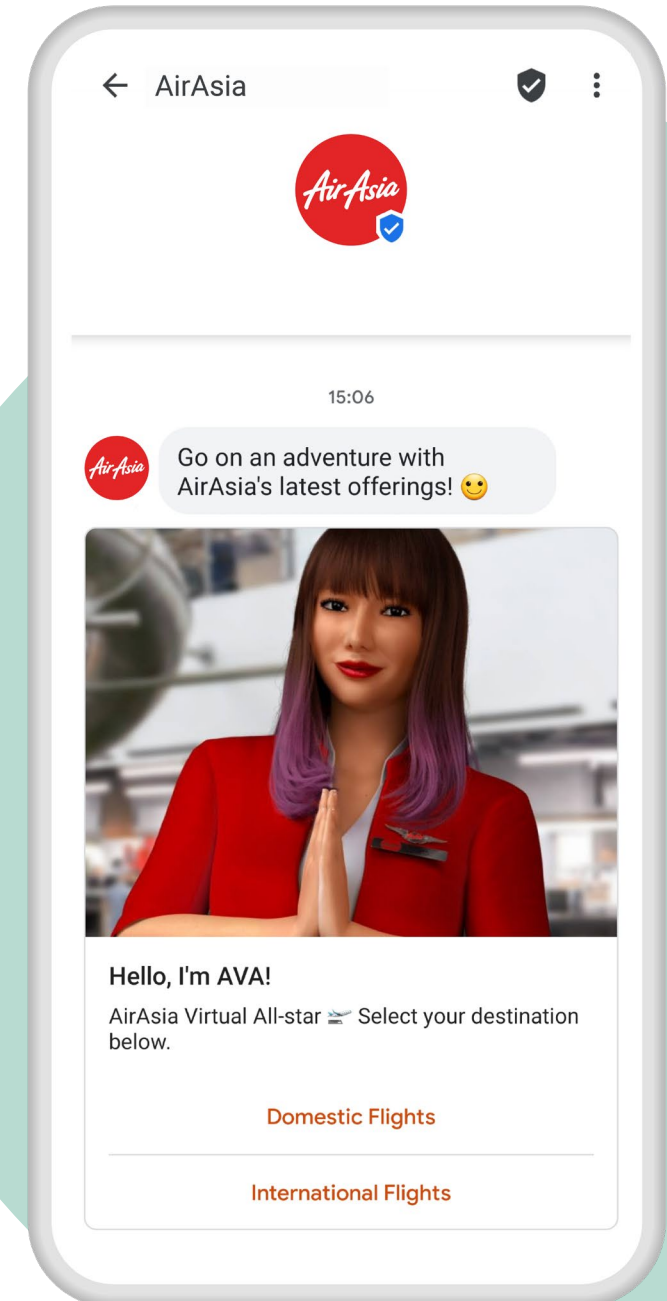 AirAsia
AirAsia
15:06
AirAsia
Go on an adventure with
AirAsia's latest offerings! 🙂
Hello, I'm AVA!
AirAsia Virtual All-star 🛫 Select your destination
below.
Domestic Flights
International Flights